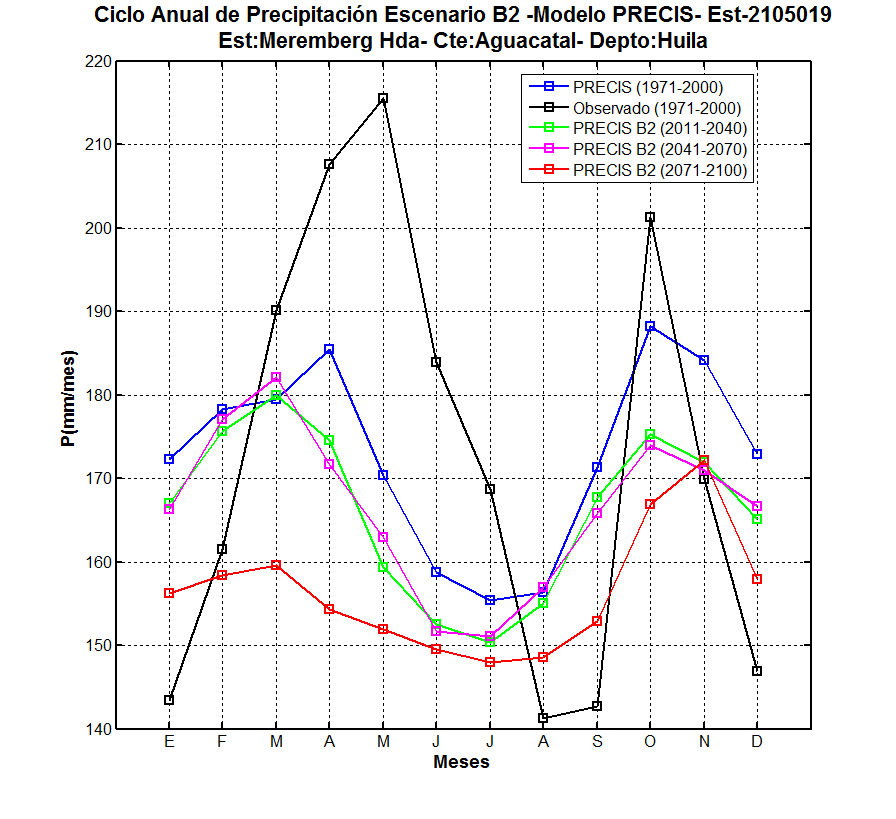 Ciclo Anual de Precipitación Escenario B2 -Modelo PRECIS- Est-2105019
Est:Meremberg Hda- Cte:Aguacatal- Depto:Huila
PRECIS (1971-2000)
Observado (1971-2000)
PRECIS B2 (2011-2040)
PRECIS B2 (2041-2070)
PRECIS B2 (2071-2100)
P(mm/mes)
220
210
200
190
180
170
160
150
140
E F M A M J J A S O N D
Meses